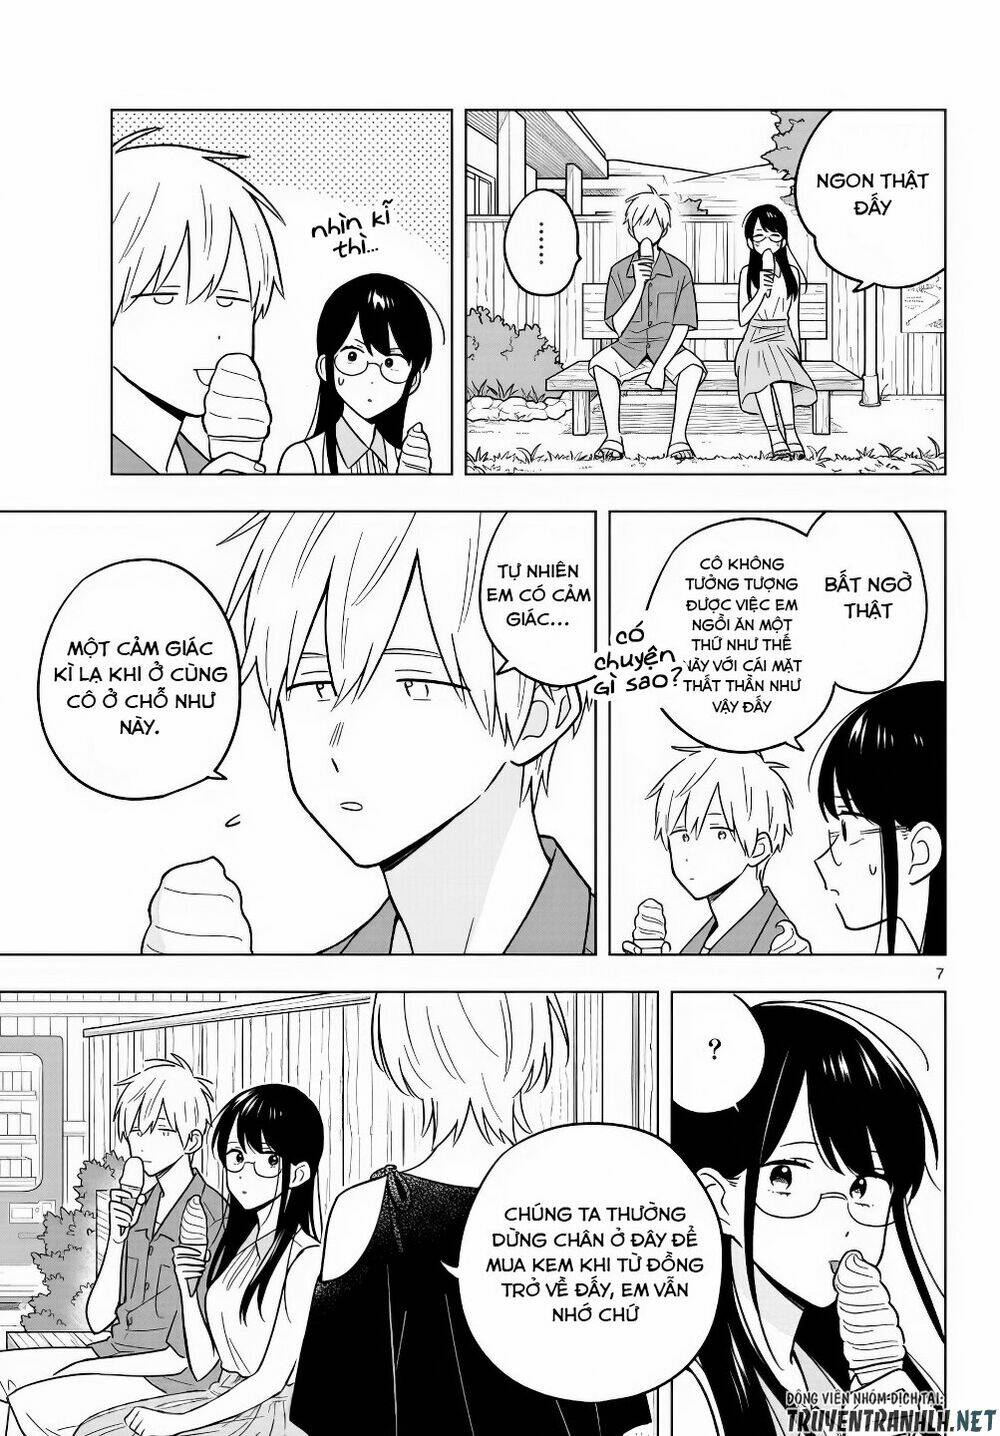 NGON THẬT
ĐẤY
......
nhìn kĩ
thì...
BẤT NGỜ
THẬT
CÔ KHÔNG
TƯỞNG TƯỢNG
ĐƯỢC VIỆC EM
NGỒI ĂN MỘT
THỨ NHƯ THẾ
NÀY VỚI CÁI MẶT
THẤT THẦN NHƯ
VẬY ĐẤY
có
chuyện
gì sao?
TỰ NHIÊN
EM CÓ CẢM
GIÁC...
MỘT CẢM GIÁC
KÌ LẠ KHI Ở CÙNG
CÔ Ở CHỖ NHƯ
NÀY.
7
?
CHÚNG TA THƯỜNG
DỪNG CHÂN Ở ĐÂY ĐỂ
MUA KEM KHI TỪ ĐỒNG
TRỞ VỀ ĐẤY, EM VẪN
NHỚ CHỨ
ĐỘNG VIÊN NHÓM DỊCH TẠI:
TRUYENTRANHLH.NET